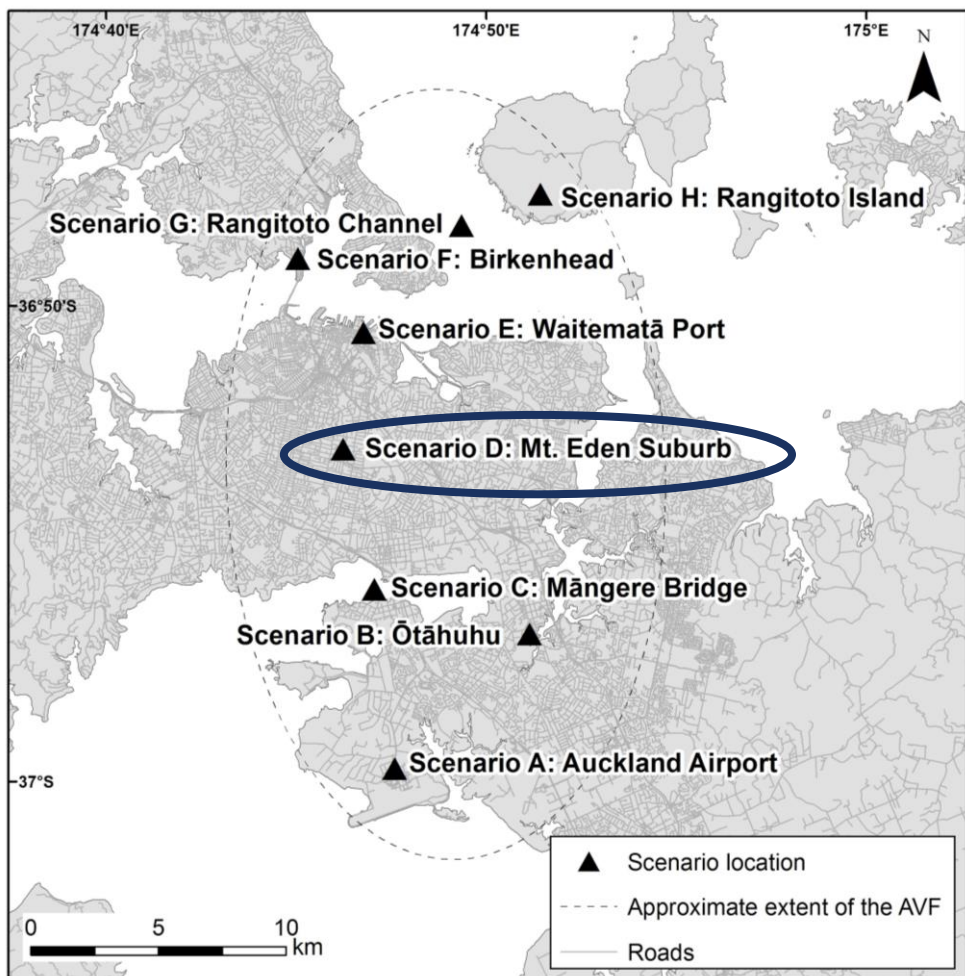 174°40'E
174°50'E
175°E
N
Scenario H: Rangitoto Island
Scenario G: Rangitoto Channel
Scenario F: Birkenhead
36°50'S
Scenario E: Waitematā Port
Scenario D: Mt. Eden Suburb
Scenario C: Māngere Bridge
Scenario B: Ōtāhuhu
Scenario A: Auckland Airport
37°S
Scenario location
Approximate extent of the AVF
Roads
0 5 10
km